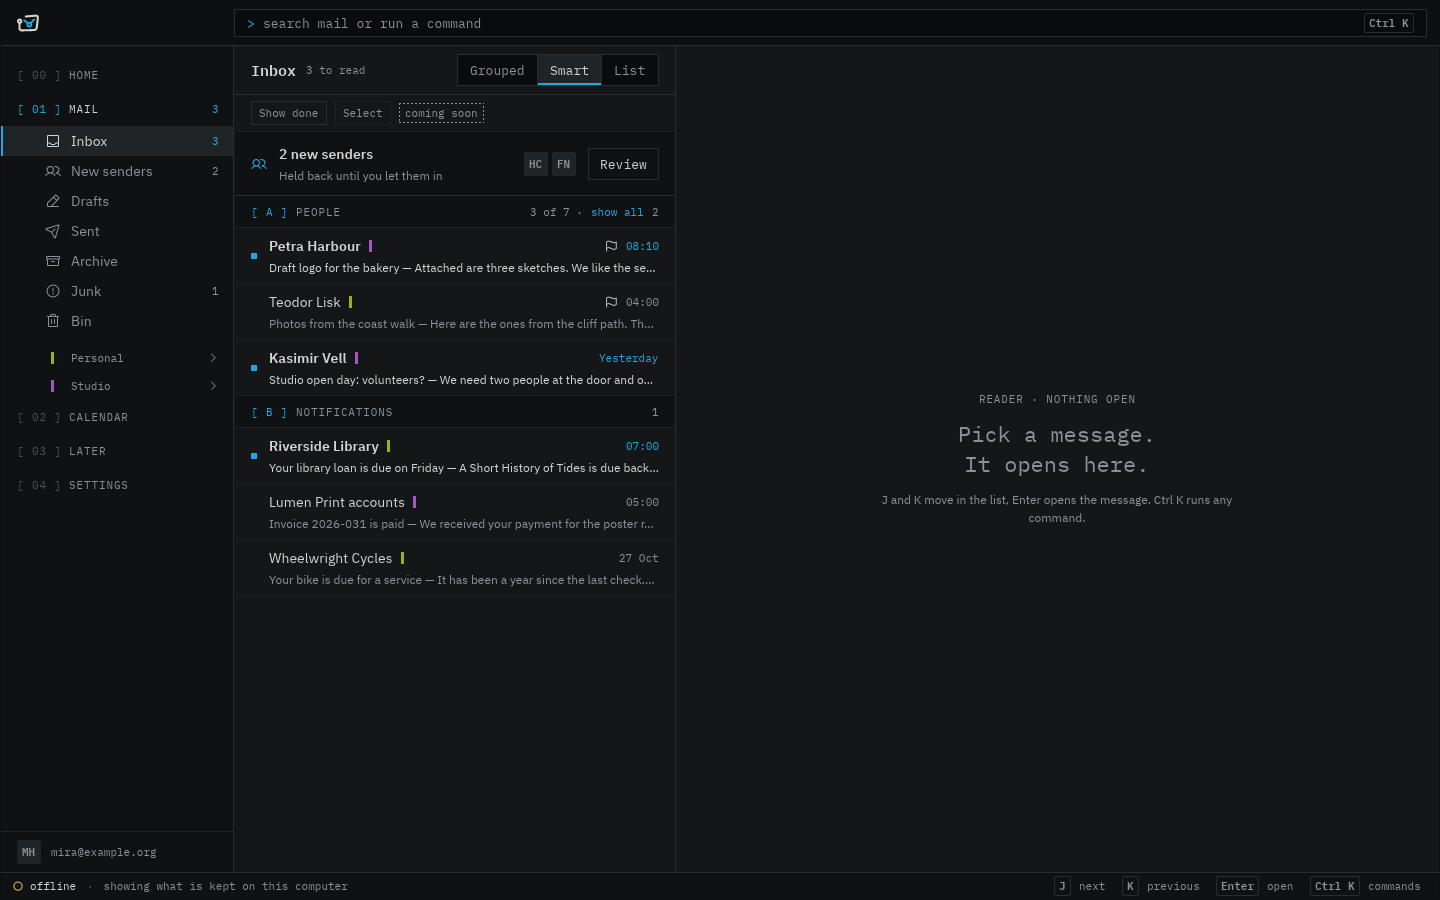 > search mail or run a command Ctrl K
[ 00 ] HOME
[ 01 ] MAIL 3
Inbox 3
New senders 2
Drafts
Sent
Archive
Junk 1
Bin
Personal
Studio
[ 02 ] CALENDAR
[ 03 ] LATER
[ 04 ] SETTINGS
MH mira@example.org
Inbox 3 to read Grouped Smart List
Show done Select coming soon
2 new senders
Held back until you let them in
HC FN Review
[ A ] PEOPLE 3 of 7 · show all 2
Petra Harbour 08:10
Draft logo for the bakery — Attached are three sketches. We like the se...
Teodor Lisk 04:00
Photos from the coast walk — Here are the ones from the cliff path. Th...
Kasimir Vell Yesterday
Studio open day: volunteers? — We need two people at the door and o...
[ B ] NOTIFICATIONS 1
Riverside Library 07:00
Your library loan is due on Friday — A Short History of Tides is due back...
Lumen Print accounts 05:00
Invoice 2026-031 is paid — We received your payment for the poster r...
Wheelwright Cycles 27 Oct
Your bike is due for a service — It has been a year since the last check....
READER · NOTHING OPEN
Pick a message.
It opens here.
J and K move in the list, Enter opens the message. Ctrl K runs any
command.
offline · showing what is kept on this computer
J next K previous Enter open Ctrl K commands